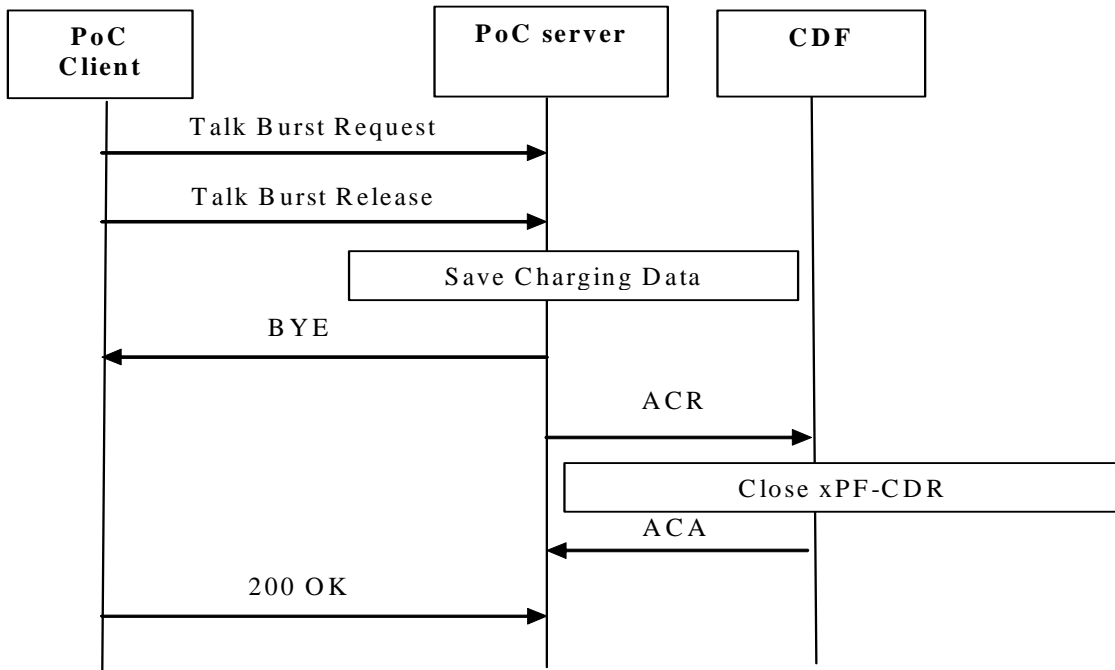 PoC
Client
PoC server
CDF
Talk Burst Request
Talk Burst Release
Save Charging Data
BYE
ACR
Close xPF-CDR
ACA
200 OK